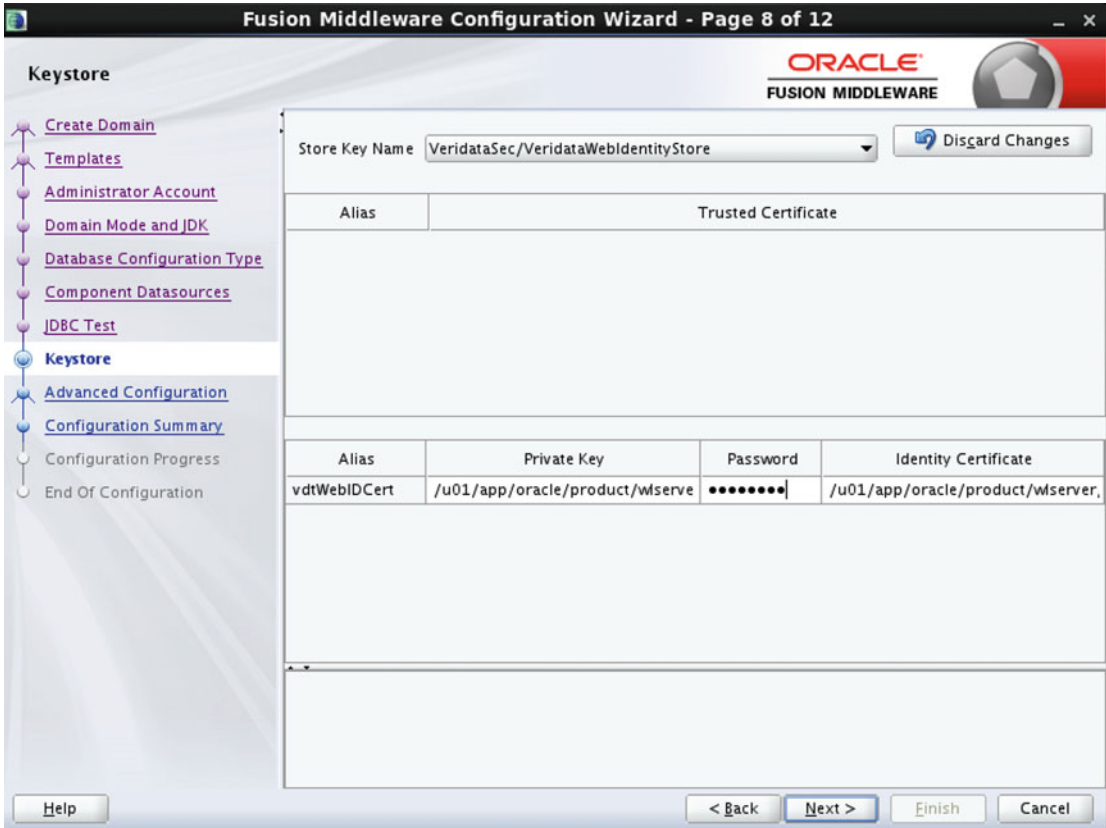 Fusion Middleware Configuration Wizard - Page 8 of 12
Keystore
ORACLE
FUSION MIDDLEWARE
Create Domain
Templates
Administrator Account
Domain Mode and JDK
Database Configuration Type
Component Datasources
JDBC Test
Keystore
Advanced Configuration
Configuration Summary
Configuration Progress
End Of Configuration
Store Key Name VeridataSec/VeridataWebIdentityStore Discard Changes
Alias Trusted Certificate
Alias Private Key Password Identity Certificate
vdtWebIDCert /u01/app/oracle/product/wlserve ●●●●●●●● /u01/app/oracle/product/wlserver,
Help < Back Next > Finish Cancel